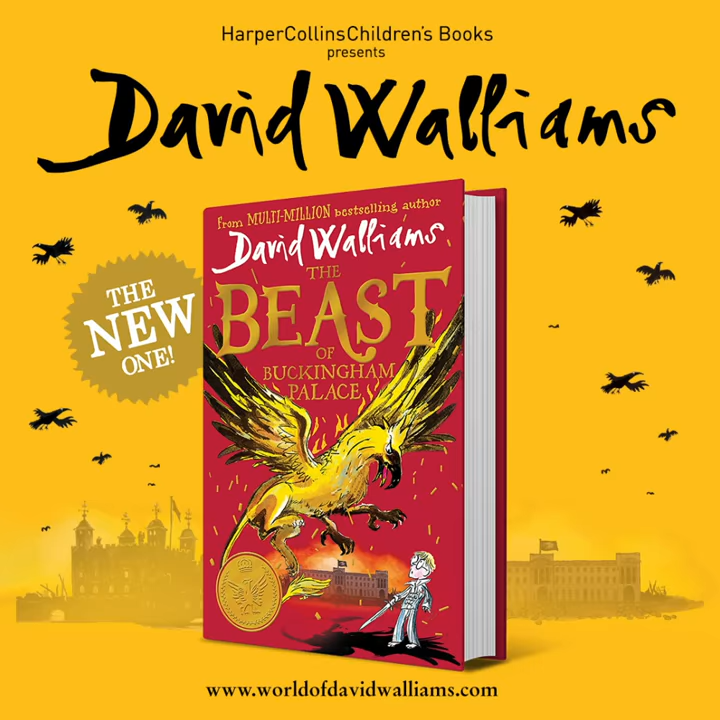 HarperCollinsChildren's Books
presents
David Walliams
from MULTI-MILLION bestselling author
David Walliams
THE
BEAST
OF
BUCKINGHAM
PALACE
THE
NEW
ONE!
www.worldofdavidwalliams.com